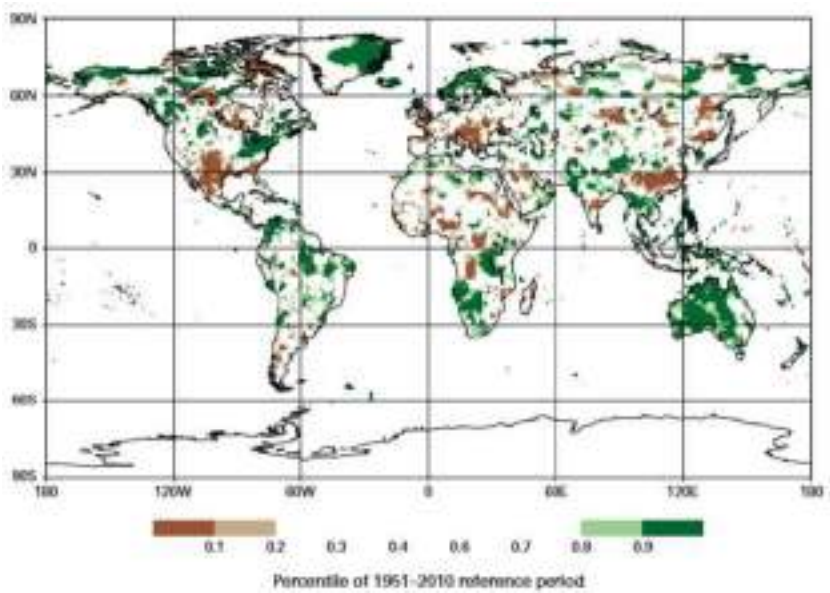 90N
60N
30N
0
30S
60S
90S
180 120W 60W 0 60E 120E 180
0.1 0.2 0.3 0.4 0.6 0.7 0.8 0.9
Percentile of 1951–2010 reference period